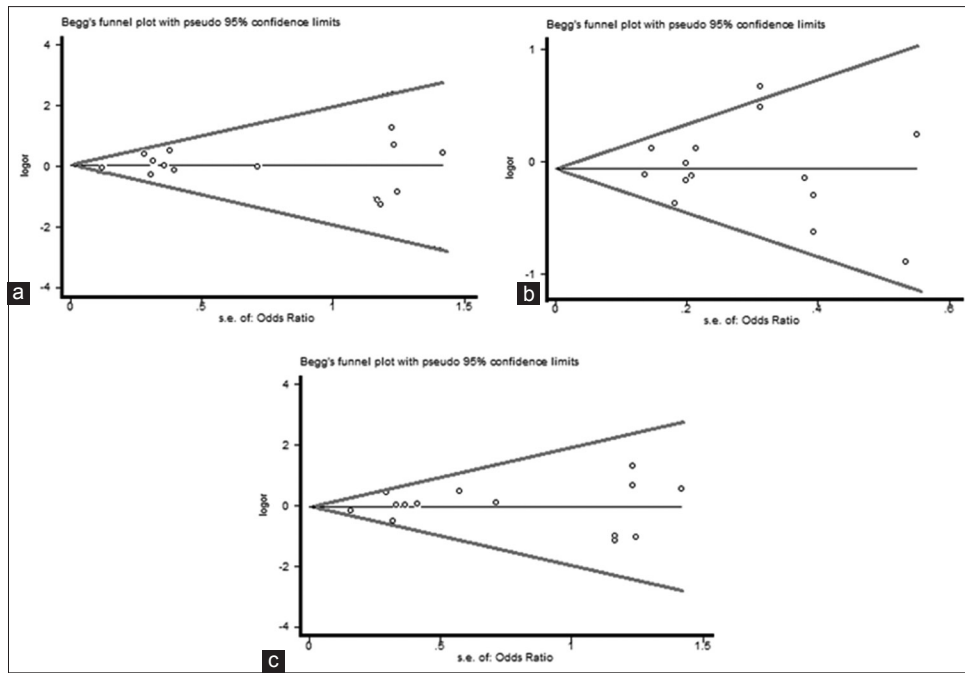 Begg's funnel plot with pseudo 95% confidence limits
4
2
0
-2
-4
logor
0
.5
1
1.5
s.e. of: Odds Ratio
a
Begg's funnel plot with pseudo 95% confidence limits
1
0
-1
logor
0
.2
.4
.6
s.e. of: Odds Ratio
b
Begg's funnel plot with pseudo 95% confidence limits
4
2
0
-2
-4
logor
0
.5
1
1.5
s.e. of: Odds Ratio
c